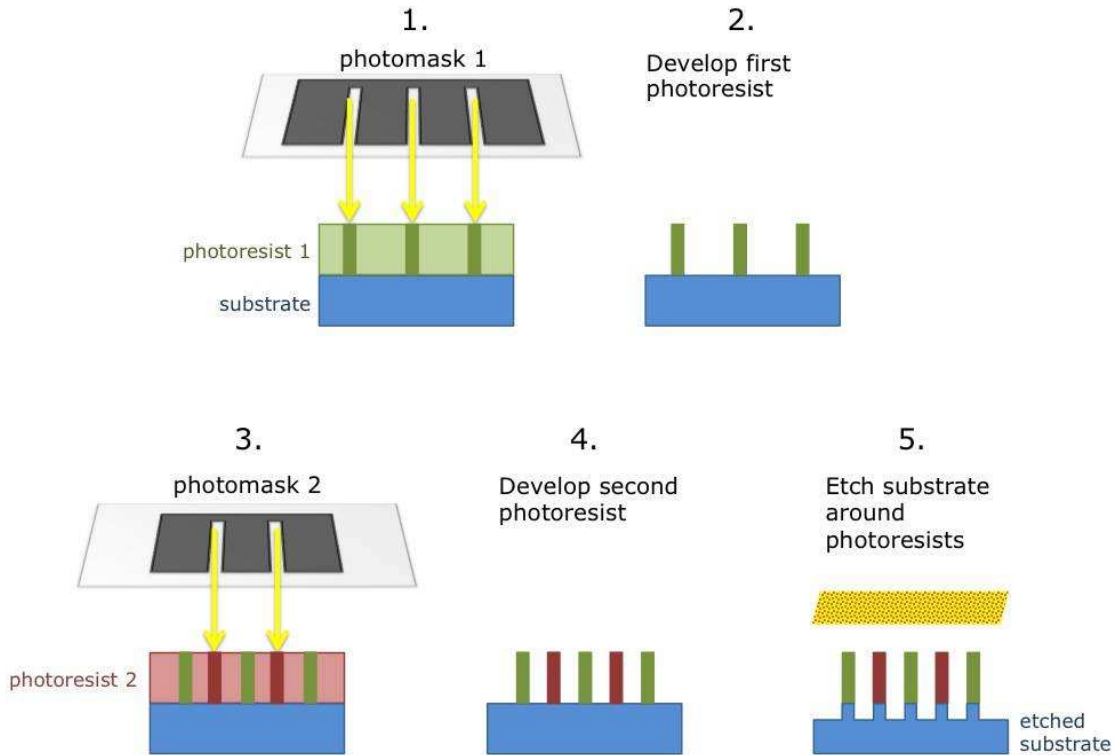 1.
photomask 1
2.
Develop first
photoresist
photoresist 1
substrate
3.
photomask 2
4.
Develop second
photoresist
5.
Etch substrate
around
photoresists
photoresist 2
etched
substrate